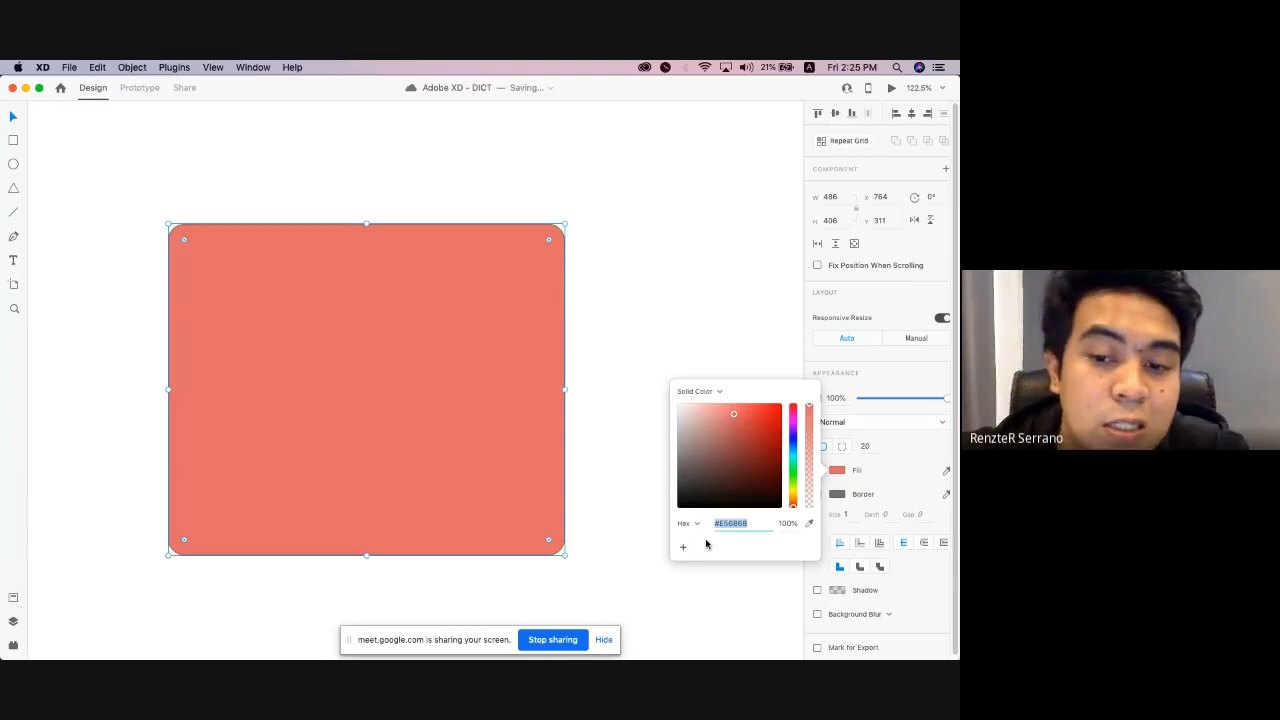 XD File Edit Object Plugins View Window Help 21% A Fri 2:25 PM
Design Prototype Share Adobe XD - DICT — Saving... 122.5%
Repeat Grid
COMPONENT
W 486 X 764 0°
H 406 Y 311
Fix Position When Scrolling
LAYOUT
Responsive Resize
Auto Manual
APPEARANCE
Solid Color
100%
Normal
RenzteR Serrano
20
Fill
Border
Size 1 Dash 0 Gap 0
Hex #E56868 100%
+
Shadow
Background Blur
meet.google.com is sharing your screen. Stop sharing Hide
Mark for Export